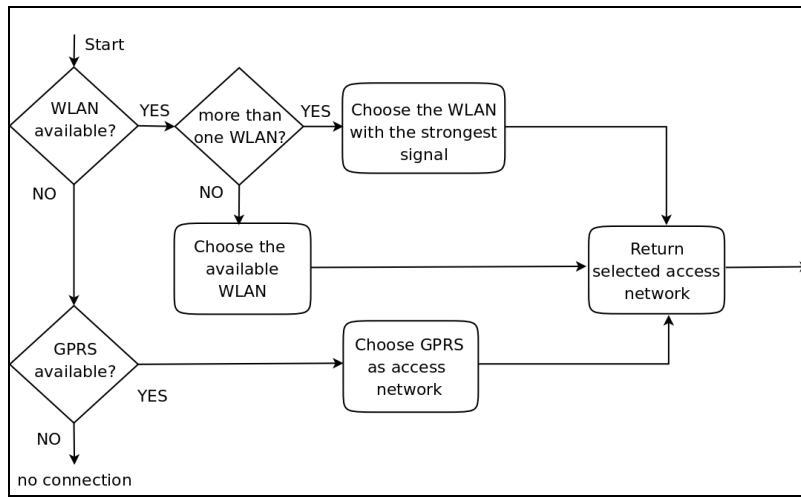 Start
WLAN
available?
YES
more than
one WLAN?
YES
Choose the WLAN
with the strongest
signal
NO
NO
Choose the
available
WLAN
Return
selected access
network
GPRS
available?
YES
Choose GPRS
as access
network
NO
no connection